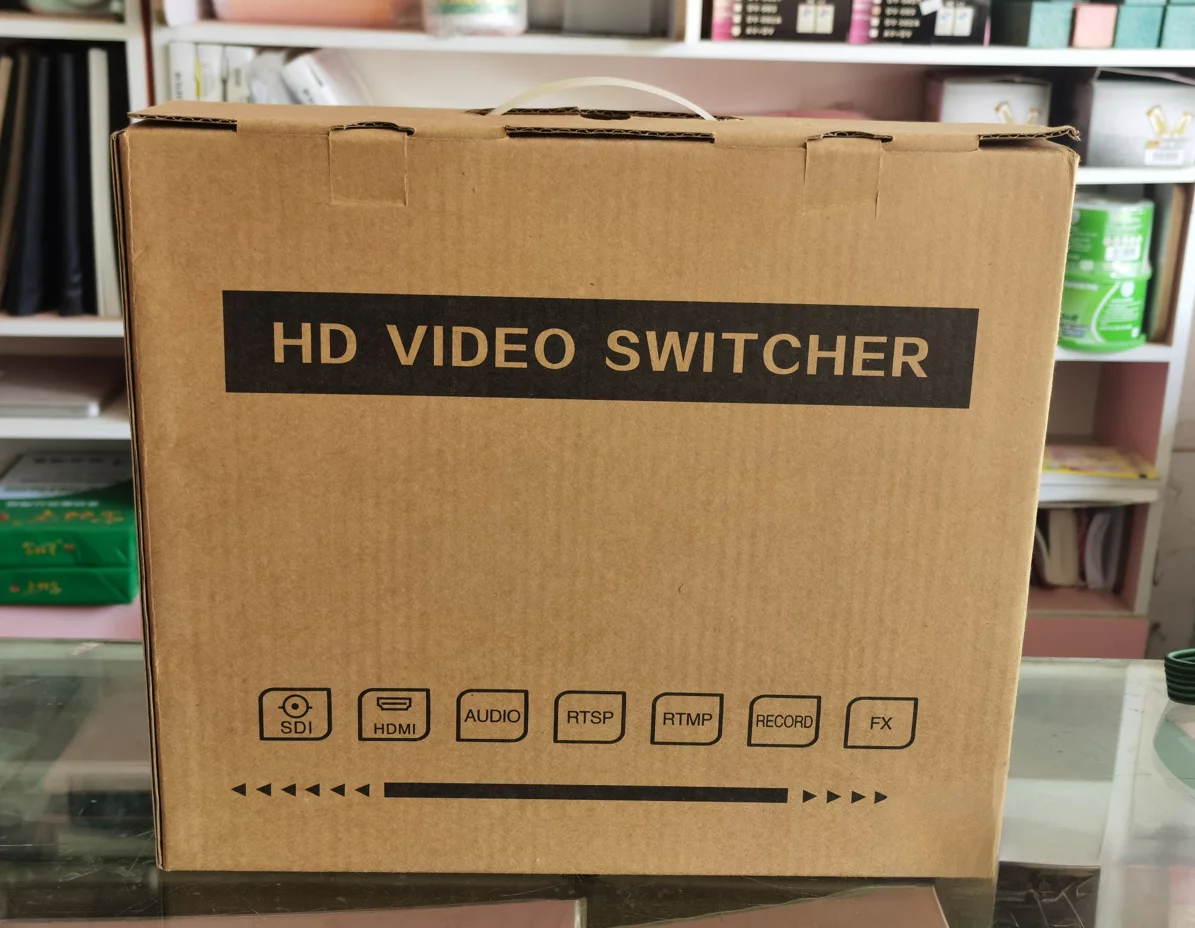 HD VIDEO SWITCHER
SDI
HDMI
AUDIO
RTSP
RTMP
RECORD
FX